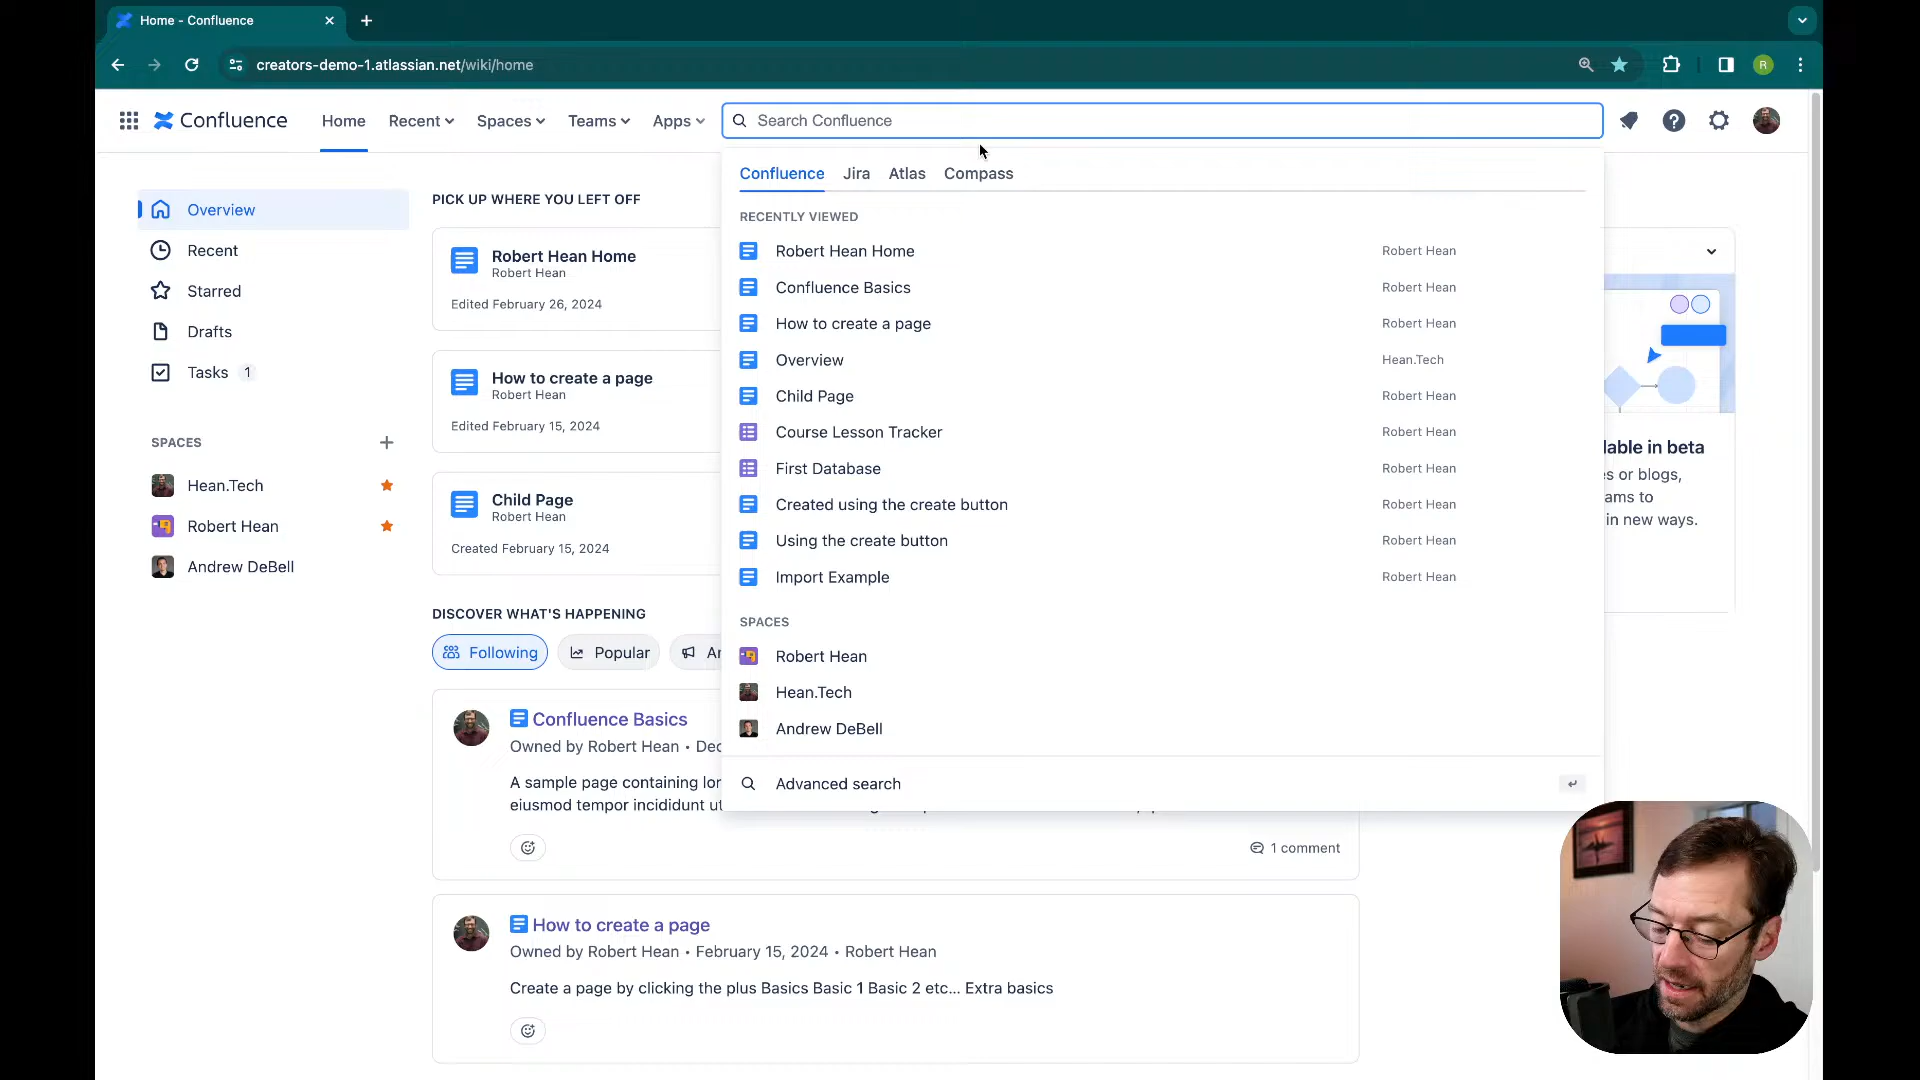 Home - Confluence
creators-demo-1.atlassian.net/wiki/home
R
Confluence
Home
Recent
Spaces
Teams
Apps
Search Confluence
Confluence
Jira
Atlas
Compass
Overview
Recent
Starred
Drafts
Tasks 1
SPACES
Hean.Tech
Robert Hean
Andrew DeBell
PICK UP WHERE YOU LEFT OFF
Robert Hean Home
Robert Hean
Edited February 26, 2024
How to create a page
Robert Hean
Edited February 15, 2024
Child Page
Robert Hean
Created February 15, 2024
DISCOVER WHAT'S HAPPENING
Following
Popular
An
Confluence Basics
Owned by Robert Hean • Dec
A sample page containing lor
eiusmod tempor incididunt ut
1 comment
How to create a page
Owned by Robert Hean • February 15, 2024 • Robert Hean
Create a page by clicking the plus Basics Basic 1 Basic 2 etc... Extra basics
RECENTLY VIEWED
Robert Hean Home Robert Hean
Confluence Basics Robert Hean
How to create a page Robert Hean
Overview Hean.Tech
Child Page Robert Hean
Course Lesson Tracker Robert Hean
First Database Robert Hean
Created using the create button Robert Hean
Using the create button Robert Hean
Import Example Robert Hean
SPACES
Robert Hean
Hean.Tech
Andrew DeBell
Advanced search
lable in beta
es or blogs,
ams to
in new ways.